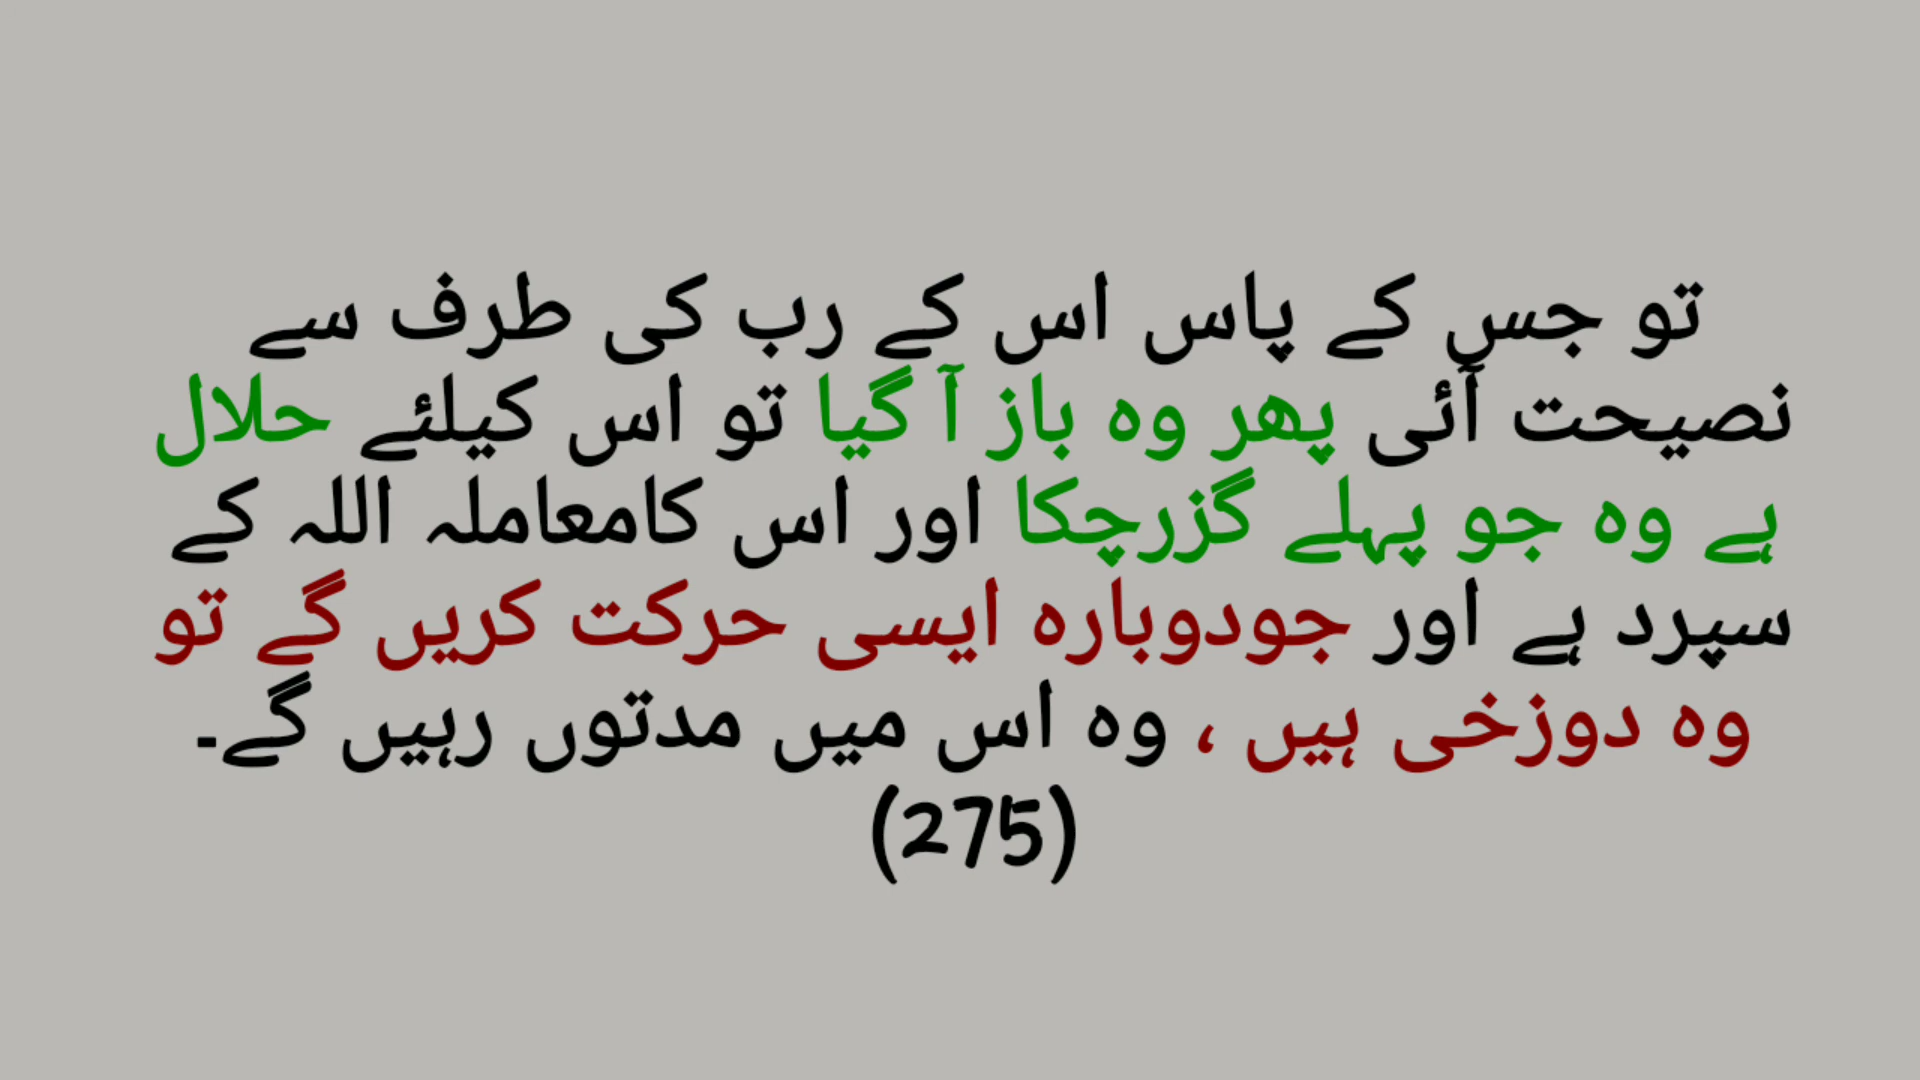 تو جس کے پاس اس کے رب کی طرف سے
نصیحت آئی پھر وہ باز آ گیا تو اس کیلئے حلال
ہے وہ جو پہلے گزرچکا اور اس کامعاملہ اللہ کے
سپرد ہے اور جودوبارہ ایسی حرکت کریں گے تو
وہ دوزخی ہیں ، وہ اس میں مدتوں رہیں گے۔
(275)